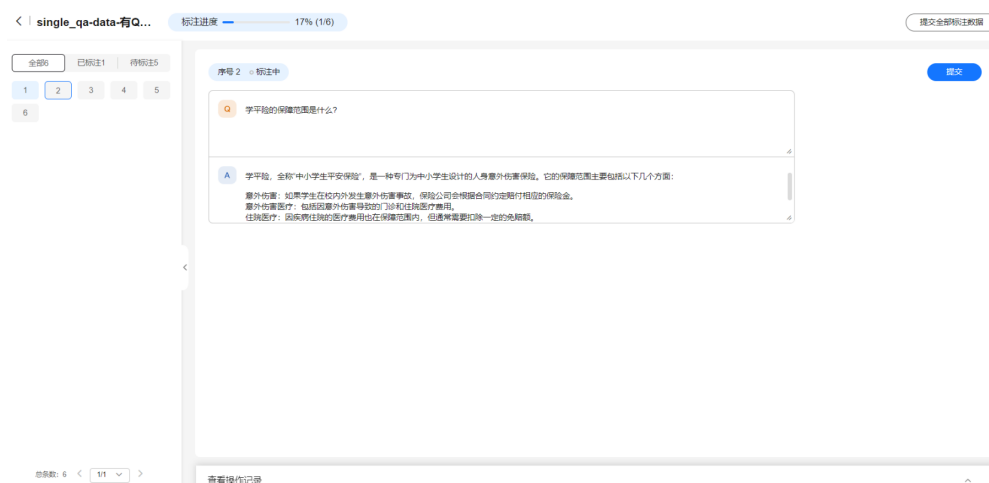 single_qa-data-有Q...
标注进度 17% (1/6)
提交全部标注数据
全部6 已标注1 待标注5
1 2 3 4 5
6
序号 2 标注中
提交
Q 学平险的保障范围是什么?
A 学平险，全称“中小学生平安保险”，是一种专门为中小学生设计的人身意外伤害保险。它的保障范围主要包括以下几个方面：
意外伤害：如果学生在校内外发生意外伤害事故，保险公司会根据合同约定赔付相应的保险金。
意外伤害医疗：包括因意外伤害导致的门诊和住院医疗费用。
住院医疗：因疾病住院的医疗费用也在保障范围内，但通常需要扣除一定的免赔额。
总条数: 6 1/1
查看操作记录